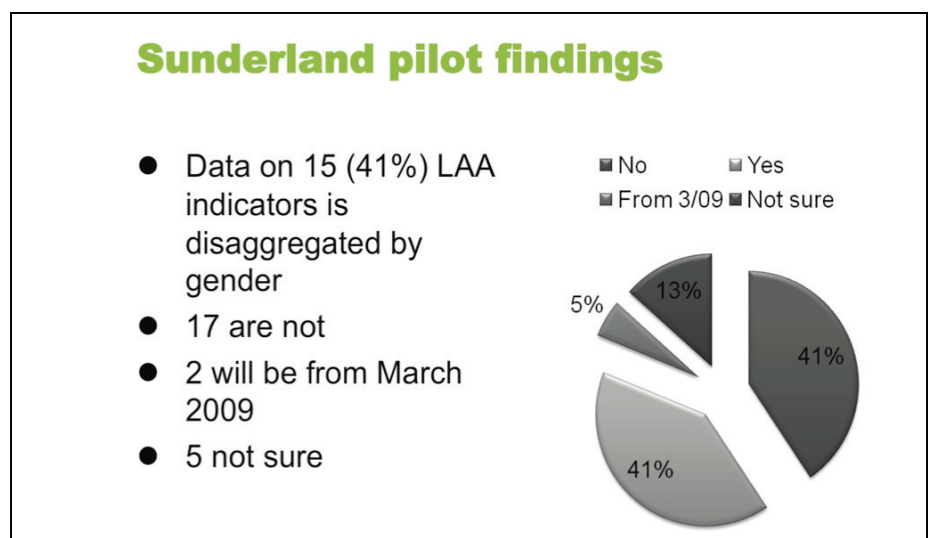 Sunderland pilot findings
● Data on 15 (41%) LAA
indicators is
disaggregated by
gender
● 17 are not
● 2 will be from March
2009
● 5 not sure
No Yes
From 3/09 Not sure
13%
5%
41%
41%